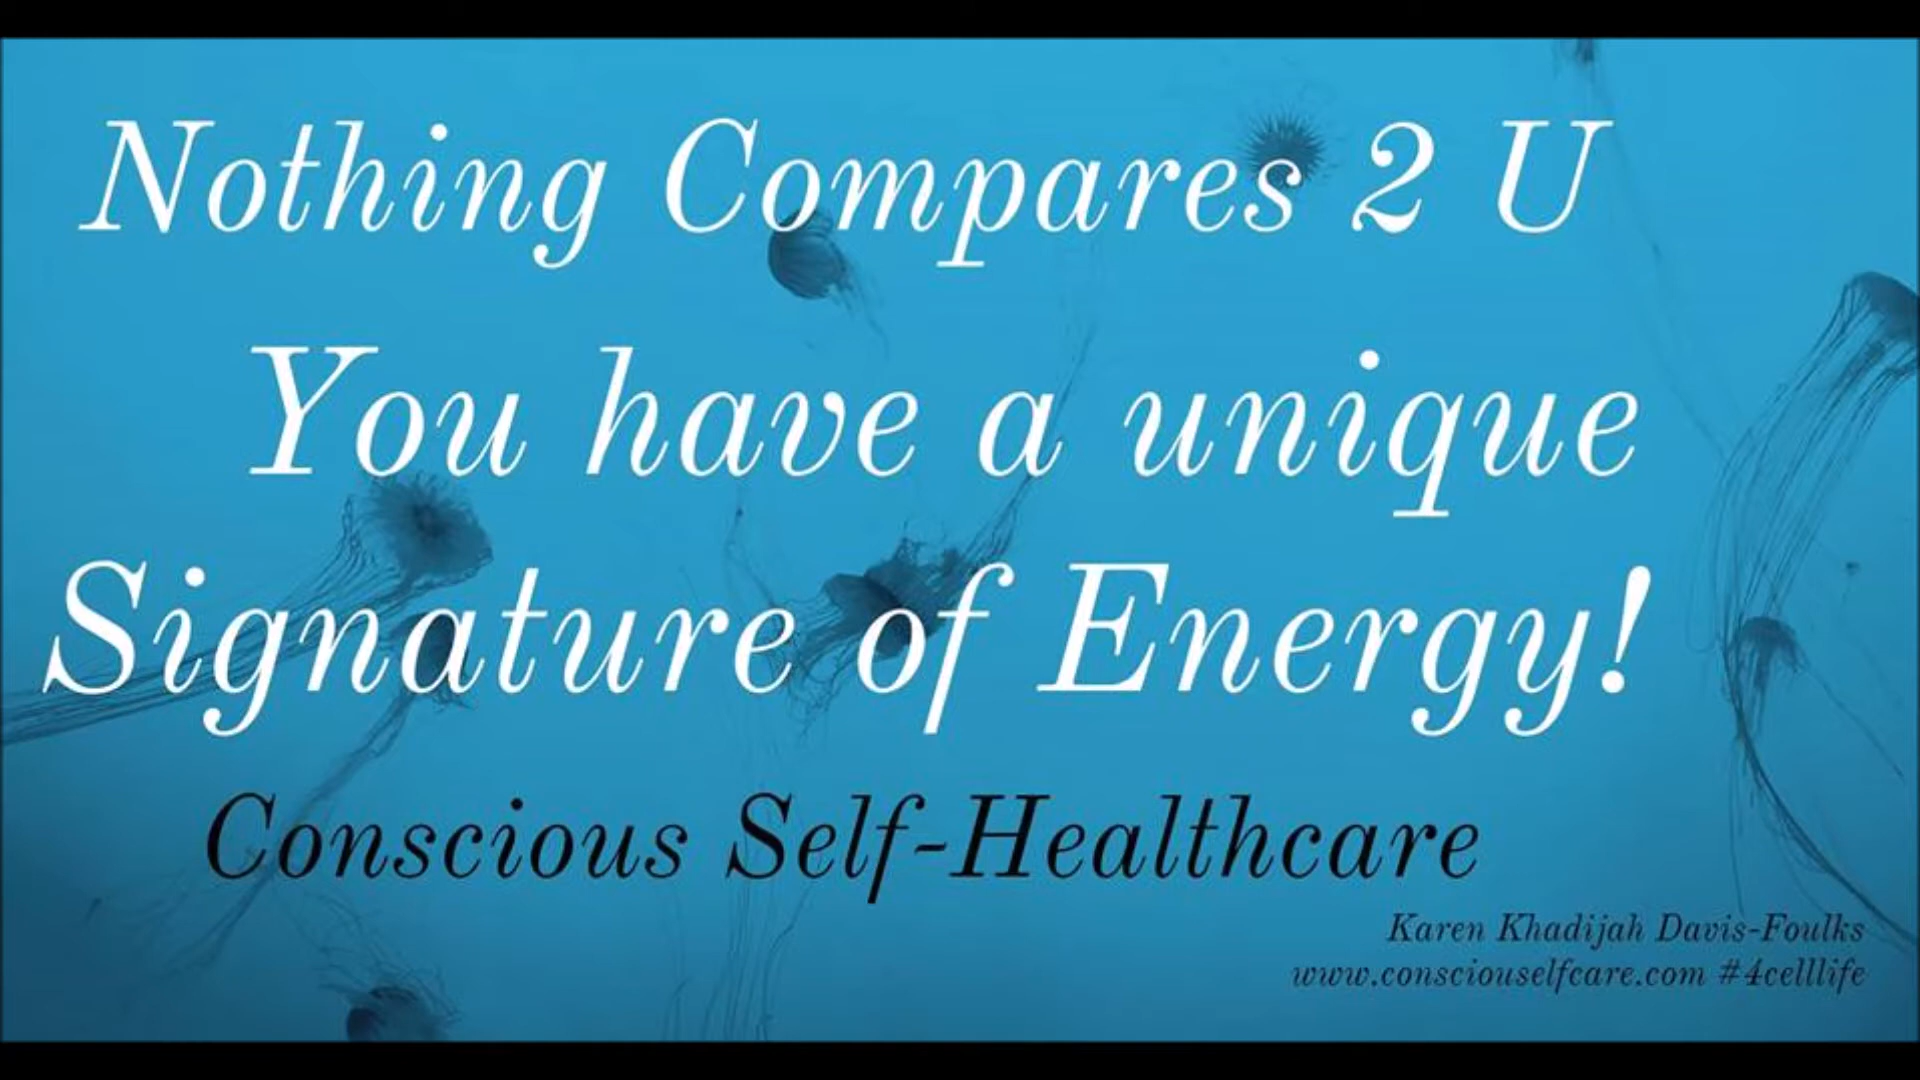 Nothing Compares 2 U
You have a unique
Signature of Energy!
Conscious Self-Healthcare
Karen Khadijah Davis-Foulks
www.consciouselfcare.com #4celllife